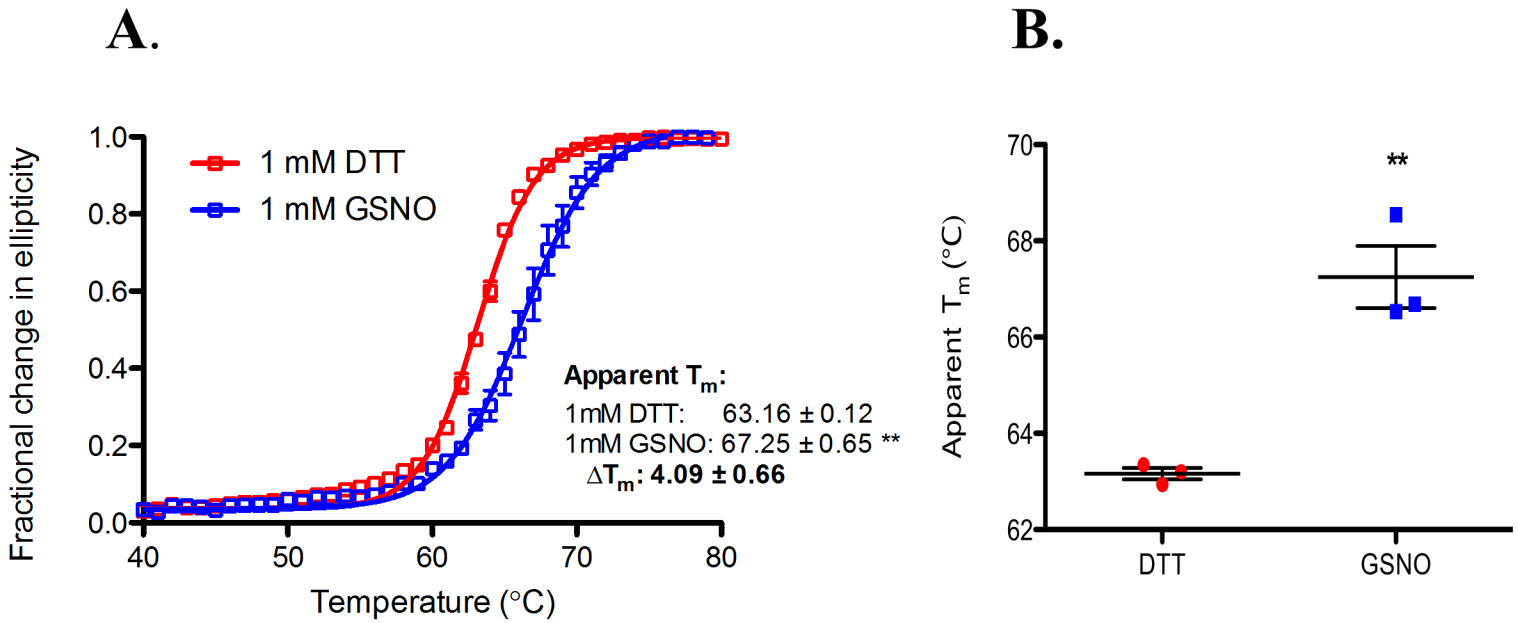 A.
Fractional change in ellipticity
1.0
0.8
0.6
0.4
0.2
0.0
1 mM DTT
1 mM GSNO
Apparent Tm:
1mM DTT: 63.16 ± 0.12
1mM GSNO: 67.25 ± 0.65 **
ΔTm: 4.09 ± 0.66
40 50 60 70 80
Temperature (°C)
B.
Apparent Tm (°C)
70
68
66
64
62
**
DTT GSNO